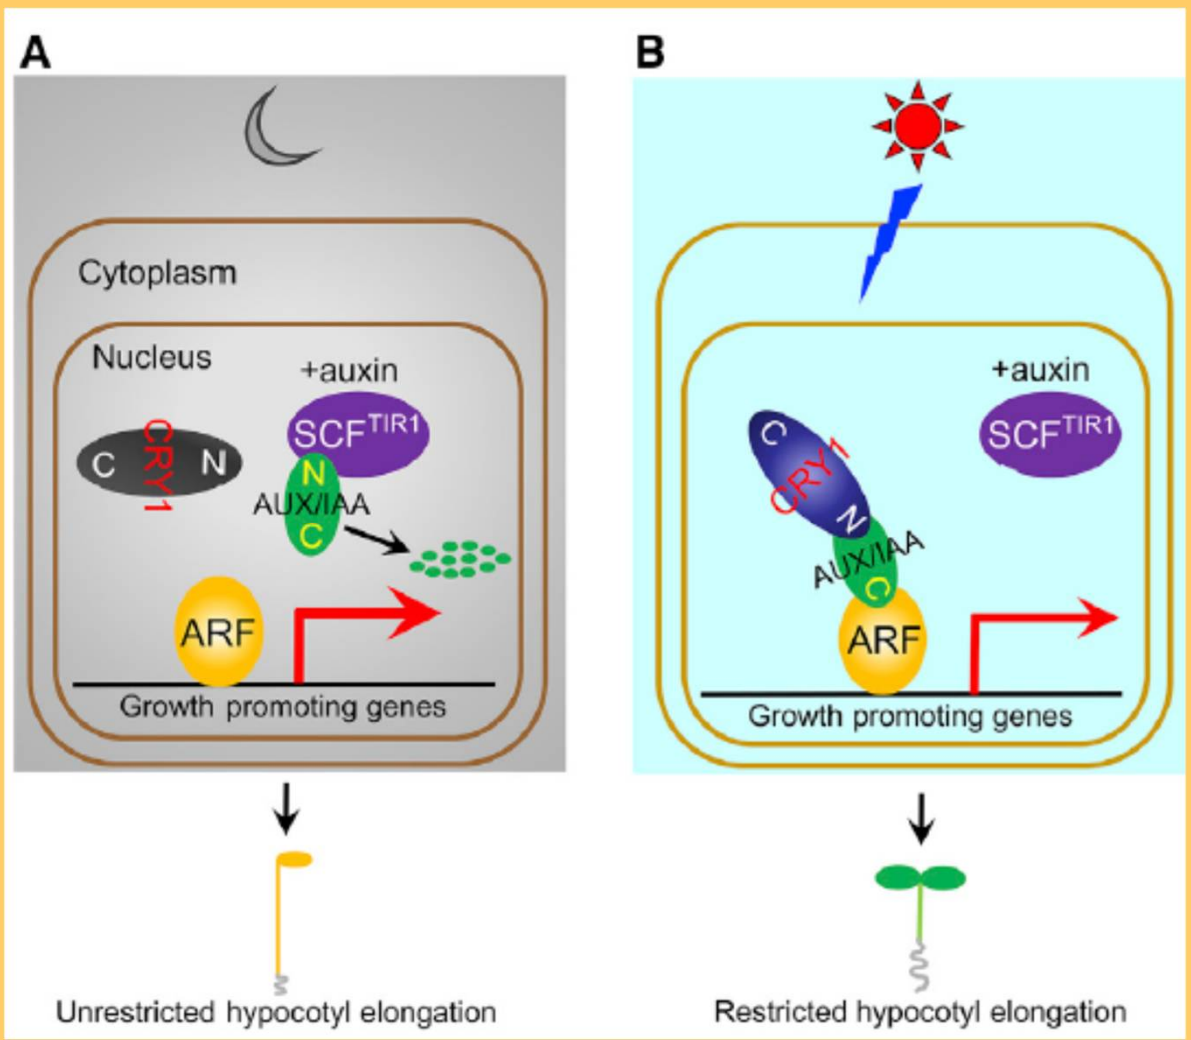 A
Cytoplasm
Nucleus
+auxin
SCFTIR1
C CRY1 N
N
AUX/IAA
C
ARF
Growth promoting genes
Unrestricted hypocotyl elongation
B
+auxin
SCFTIR1
C
CRY1
N
AUX/IAA
C
ARF
Growth promoting genes
Restricted hypocotyl elongation